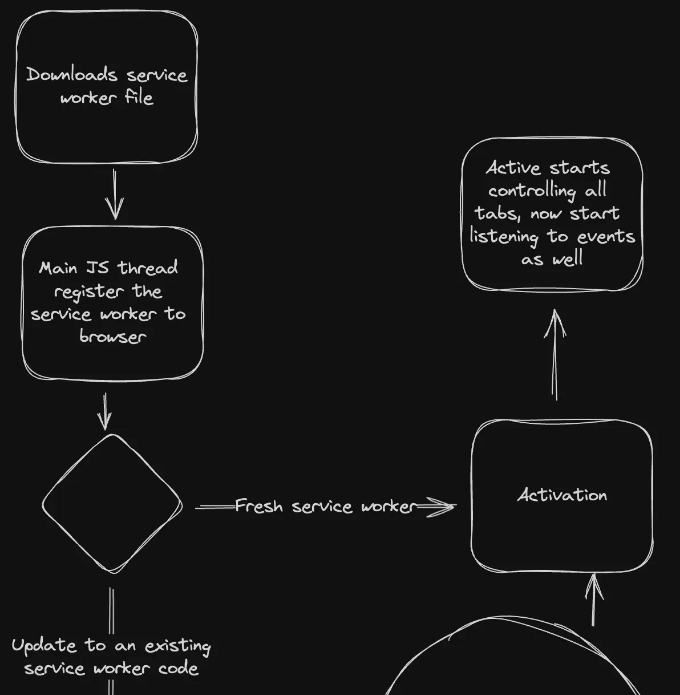 Downloads service
worker file
Main JS thread
register the
service worker to
browser
Fresh service worker
Update to an existing
service worker code
Active starts
controlling all
tabs, now start
listening to events
as well
Activation